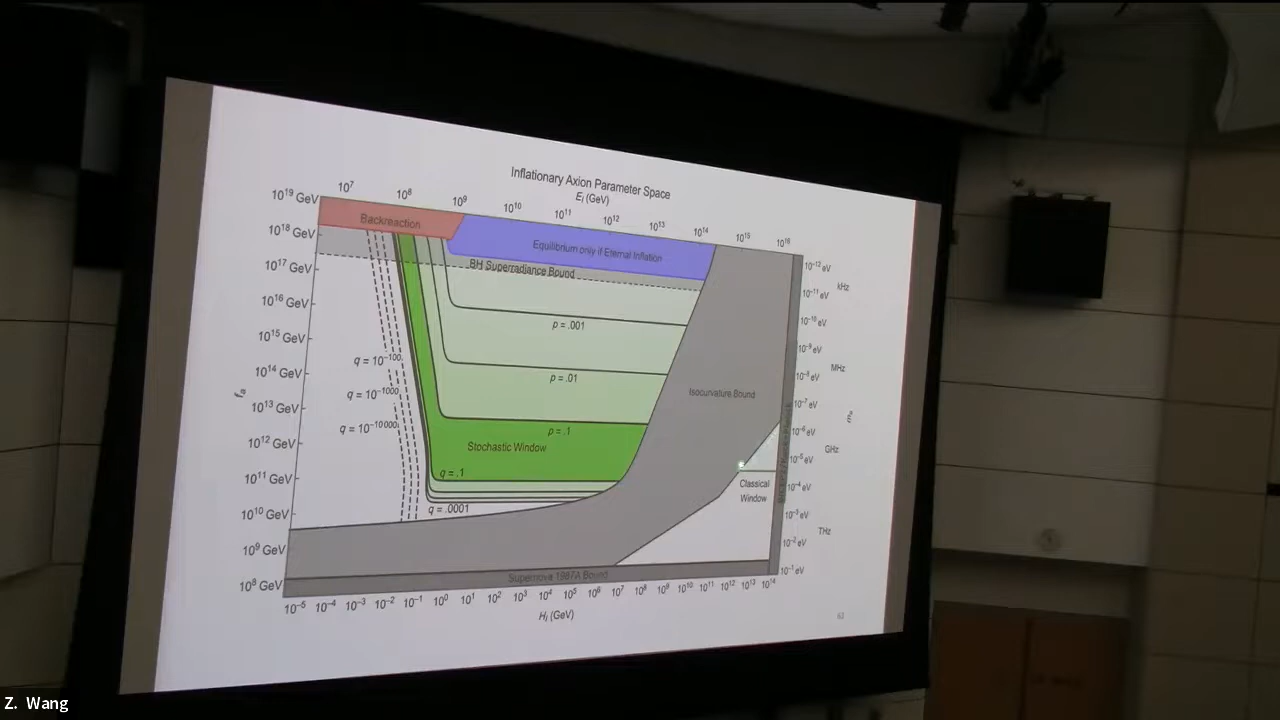 Inflationary Axion Parameter Space
E_I (GeV)
10^7 10^8 10^9 10^10 10^11 10^12 10^13 10^14 10^15 10^16
10^19 GeV
10^18 GeV
10^17 GeV
10^16 GeV
10^15 GeV
10^14 GeV
10^13 GeV
10^12 GeV
10^11 GeV
10^10 GeV
10^9 GeV
10^8 GeV
f_a
Backreaction
Equilibrium only if Eternal Inflation
BH Superradiance Bound
p = .001
p = .01
p = .1
q = 10^-100
q = 10^-1000
q = 10^-10000
Stochastic Window
q = .1
q = .0001
Isocurvature Bound
Classical
Window
Supernova 1987A Bound
10^-12 eV
kHz
10^-11 eV
10^-10 eV
10^-9 eV
MHz
10^-8 eV
10^-7 eV
10^-6 eV
GHz
10^-5 eV
10^-4 eV
10^-3 eV
THz
10^-2 eV
10^-1 eV
10^-5 10^-4 10^-3 10^-2 10^-1 10^0 10^1 10^2 10^3 10^4 10^5 10^6 10^7 10^8 10^9 10^10 10^11 10^12 10^13 10^14
H_I (GeV)
Z. Wang